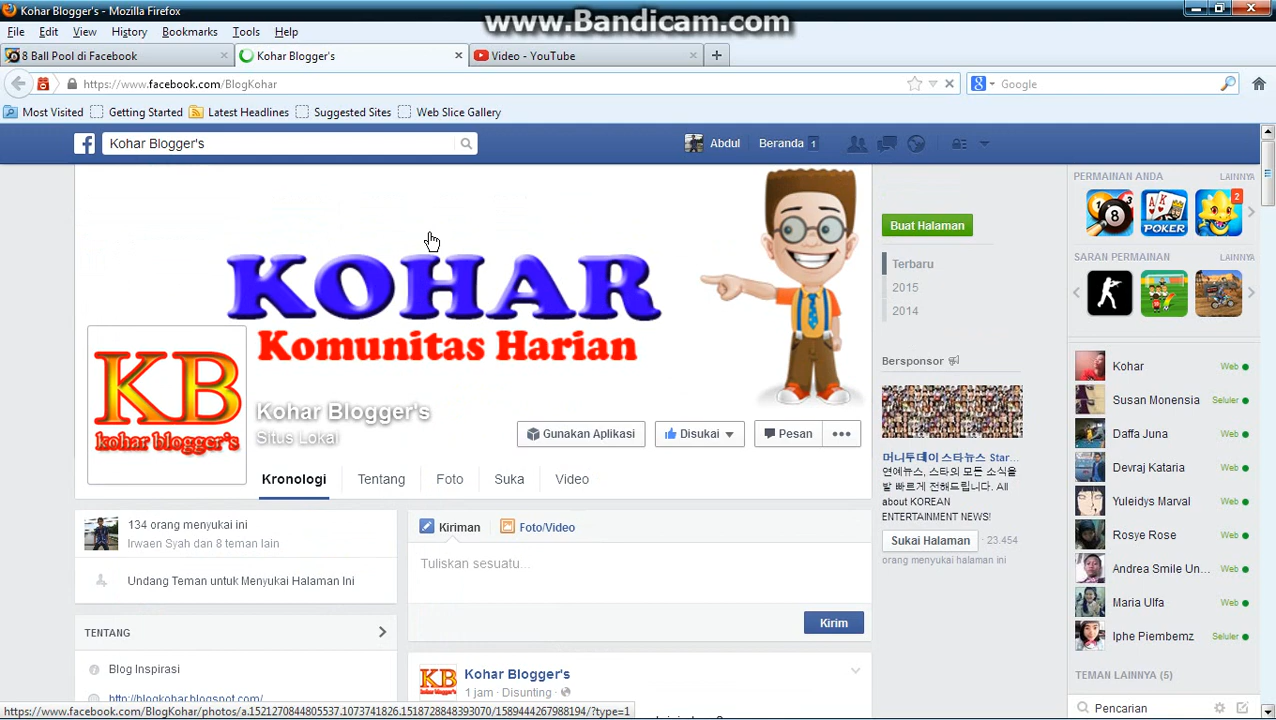 Kohar Blogger's - Mozilla Firefox
www.Bandicam.com
File Edit View History Bookmarks Tools Help
8 Ball Pool di Facebook
Kohar Blogger's
Video - YouTube
https://www.facebook.com/BlogKohar
Google
Most Visited Getting Started Latest Headlines Suggested Sites Web Slice Gallery
Kohar Blogger's
Abdul Beranda 1
KOHAR
Komunitas Harian
KB
kohar blogger's
Kohar Blogger's
Situs Lokal
Gunakan Aplikasi Disukai Pesan
Kronologi Tentang Foto Suka Video
134 orang menyukai ini
Irwaen Syah dan 8 teman lain
Undang Teman untuk Menyukai Halaman Ini
TENTANG
Blog Inspirasi
http://blogkohar.blogspot.com/
Kiriman Foto/Video
Tuliskan sesuatu...
Kirim
KB
Kohar Blogger's
1 jam · Disunting ·
Buat Halaman
Terbaru
2015
2014
Bersponsor
머니투데이 스타뉴스 Star...
연예뉴스, 스타의 모든 소식을
발 빠르게 전해드립니다. All
about KOREAN
ENTERTAINMENT NEWS!
Sukai Halaman · 23.454
orang menyukai halaman ini
PERMAINAN ANDA LAINNYA
8
A K
POKER
2
SARAN PERMAINAN LAINNYA
Kohar Web
Susan Monensia Seluler
Daffa Juna Web
Devraj Kataria Web
Yuleidys Marval Web
Rosye Rose Web
Andrea Smile Un... Web
Maria Ulfa Web
Iphe Piembemz Seluler
TEMAN LAINNYA (5)
Pencarian
https://www.facebook.com/BlogKohar/photos/a.1521270844805537.1073741826.1518728848393070/1589444267988194/?type=1